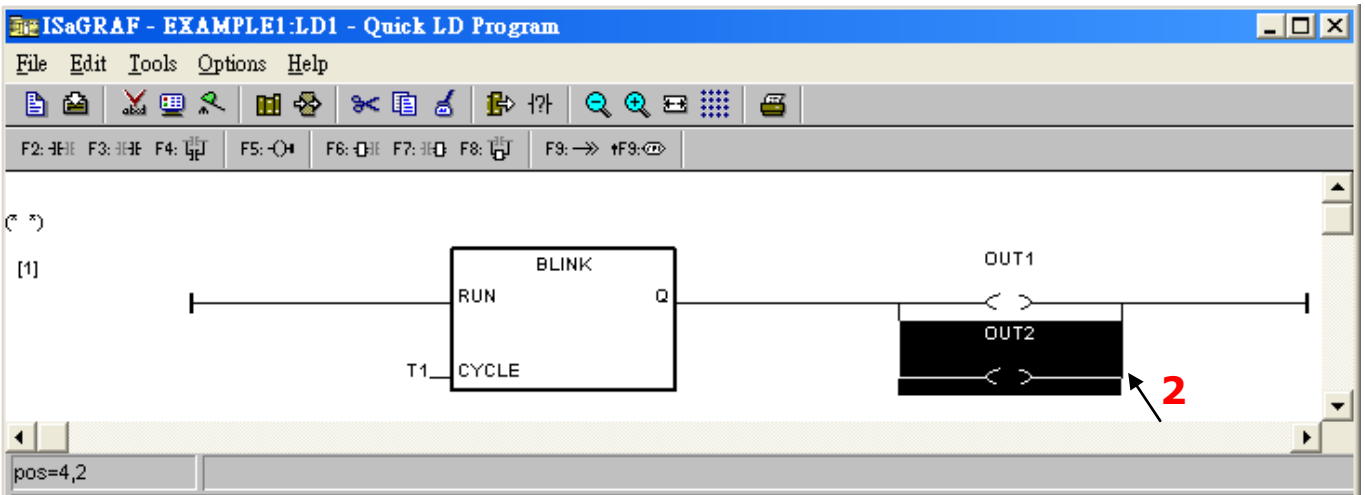 ISaGRAF - EXAMPLE1:LD1 - Quick LD Program
File Edit Tools Options Help
F2: F3: F4: F5: F6: F7: F8: F9: F9:
(* *)
[1]
BLINK
OUT1
RUN Q
OUT2
T1 CYCLE
2
pos=4,2